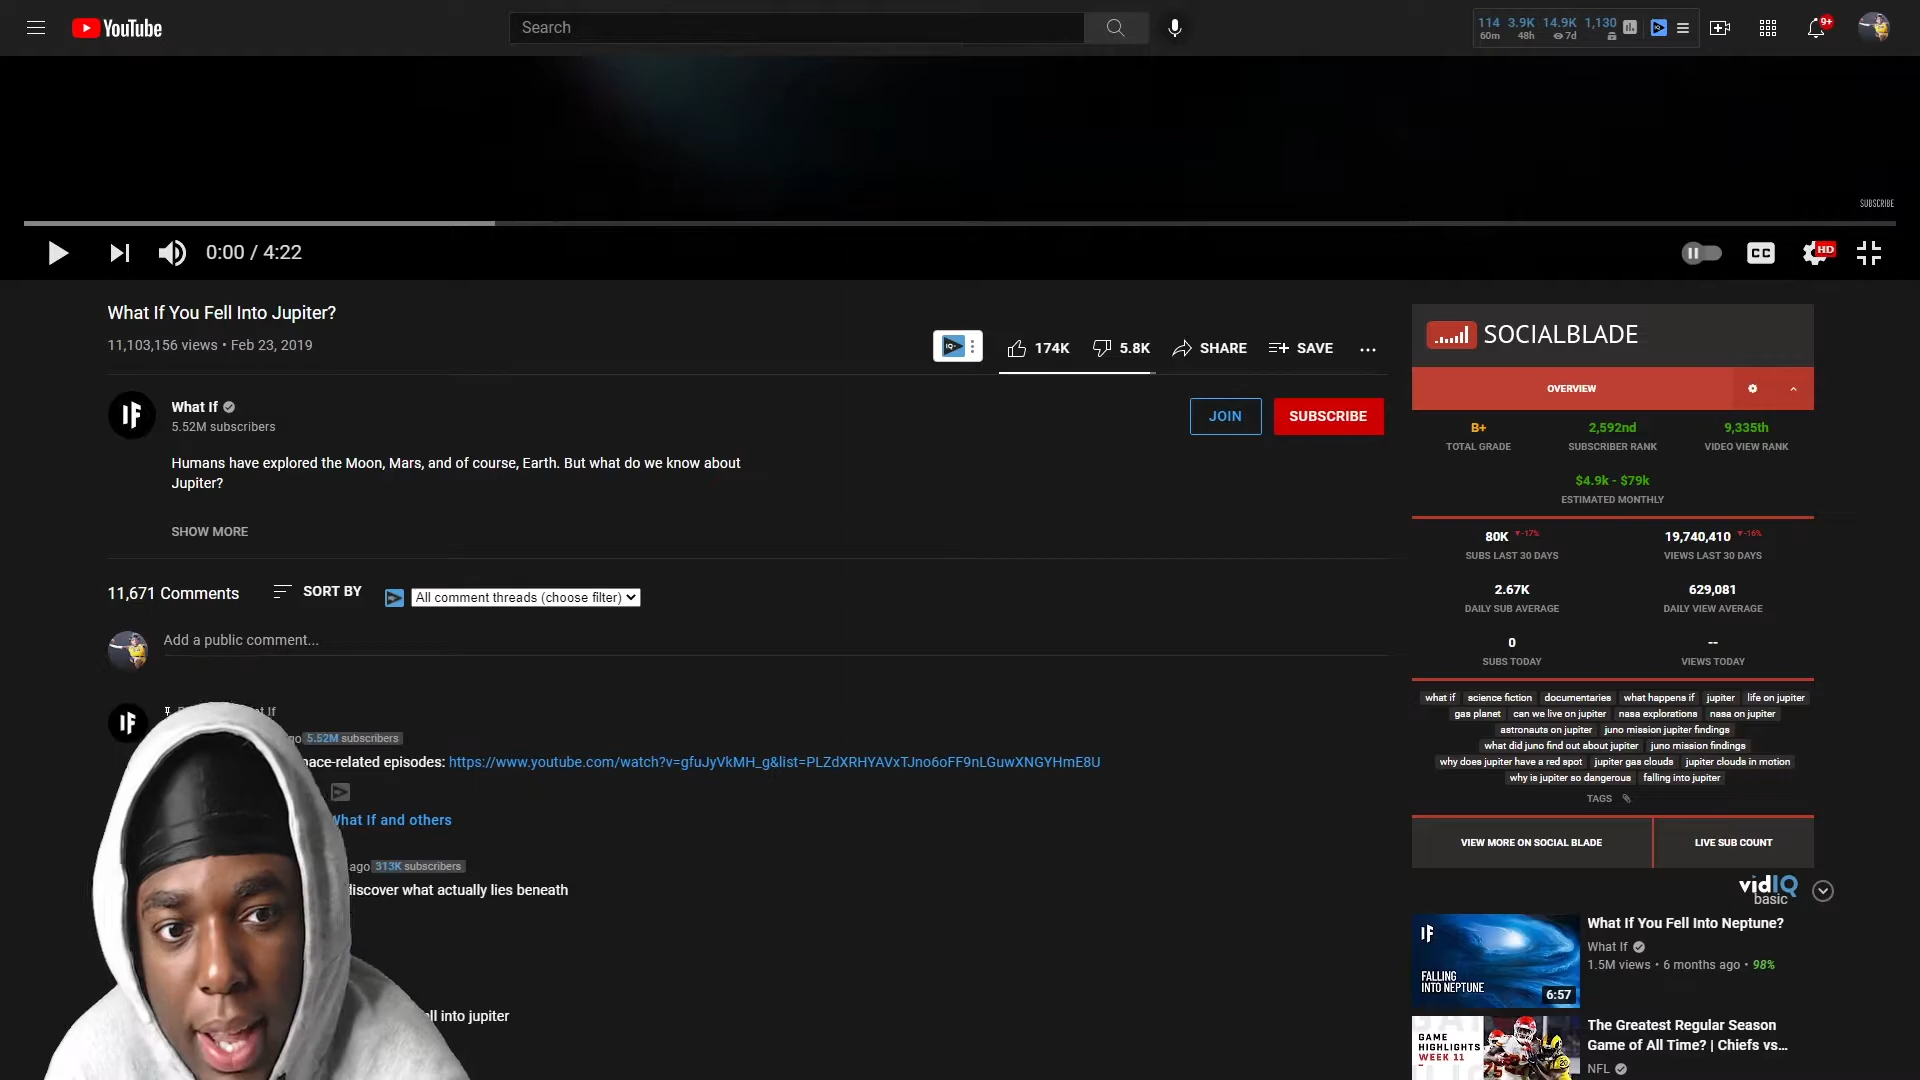 YouTube
Search
114 3.9K 14.9K 1,130
60m 48h 7d
9+
SUBSCRIBE
0:00 / 4:22
CC
HD
What If You Fell Into Jupiter?
11,103,156 views • Feb 23, 2019
174K 5.8K SHARE SAVE
IF
What If
5.52M subscribers
JOIN
SUBSCRIBE
Humans have explored the Moon, Mars, and of course, Earth. But what do we know about
Jupiter?
SHOW MORE
11,671 Comments SORT BY All comment threads (choose filter)
Add a public comment...
IF
5.52M subscribers
space-related episodes: https://www.youtube.com/watch?v=gfuJyVkMH_g&list=PLZdXRHYAVxTJno6oFF9nLGuwXNGYHmE8U
What If and others
ago 313K subscribers
discover what actually lies beneath
into jupiter
SOCIALBLADE
OVERVIEW
B+ 2,592nd 9,335th
TOTAL GRADE SUBSCRIBER RANK VIDEO VIEW RANK
$4.9k - $79k
ESTIMATED MONTHLY
80K ▼-17% 19,740,410 ▼-16%
SUBS LAST 30 DAYS VIEWS LAST 30 DAYS
2.67K 629,081
DAILY SUB AVERAGE DAILY VIEW AVERAGE
0 --
SUBS TODAY VIEWS TODAY
what if science fiction documentaries what happens if jupiter life on jupiter
gas planet can we live on jupiter nasa explorations nasa on jupiter
astronauts on jupiter juno mission jupiter findings
what did juno find out about jupiter juno mission findings
why does jupiter have a red spot jupiter gas clouds jupiter clouds in motion
why is jupiter so dangerous falling into jupiter
TAGS
VIEW MORE ON SOCIAL BLADE LIVE SUB COUNT
vidIQ
basic
IF
FALLING
INTO NEPTUNE
6:57
What If You Fell Into Neptune?
What If
1.5M views • 6 months ago • 98%
GAME
HIGHLIGHTS
WEEK 11
The Greatest Regular Season
Game of All Time? | Chiefs vs...
NFL